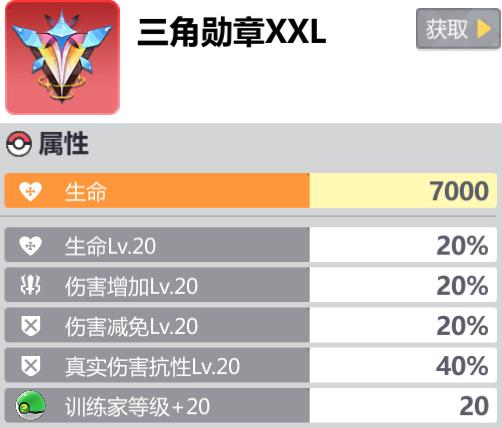 三角勋章XXL
获取
属性
生命 7000
生命Lv.20 20%
伤害增加Lv.20 20%
伤害减免Lv.20 20%
真实伤害抗性Lv.20 40%
训练家等级+20 20